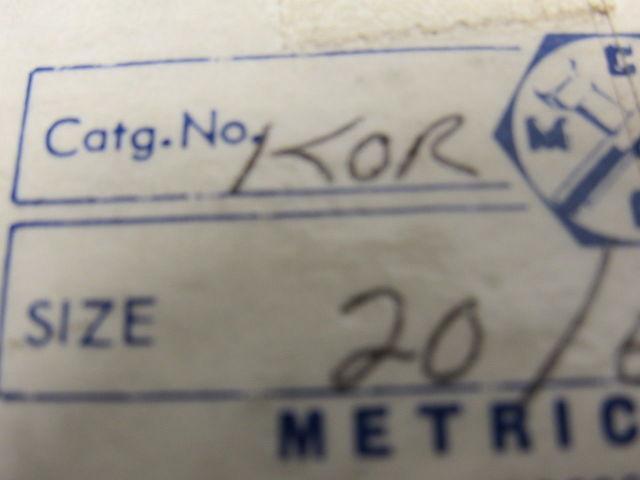 Catg.No. KOR
SIZE 20/
METRIC